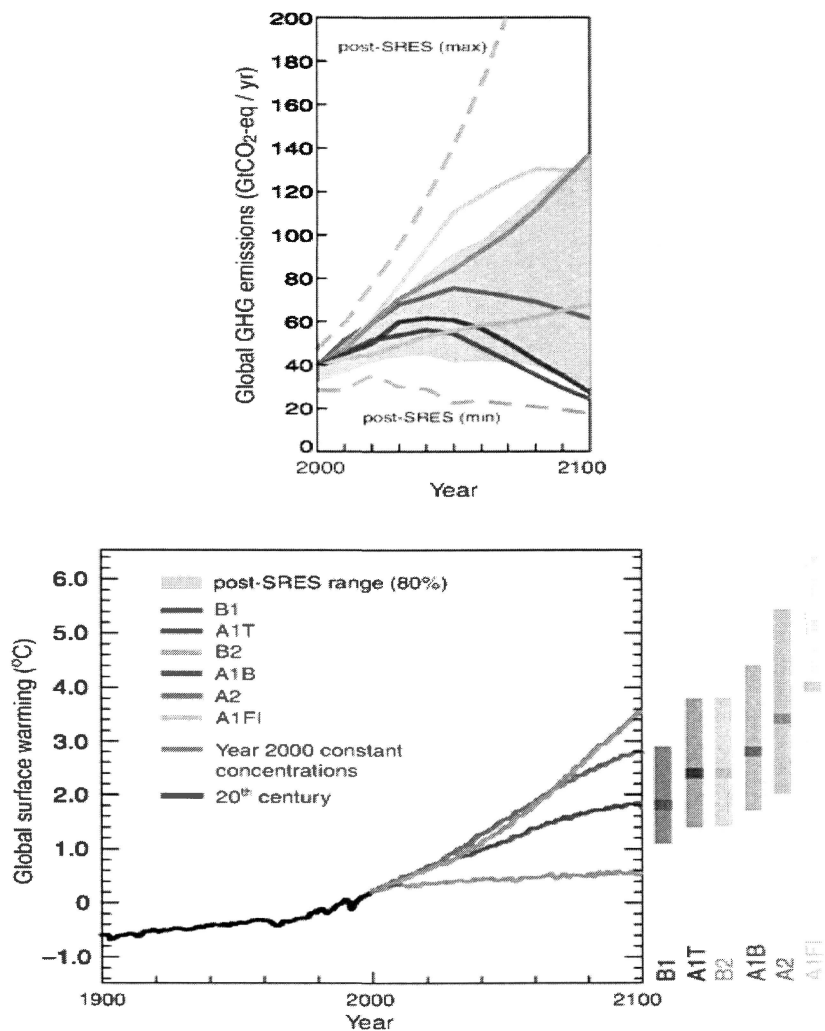 Global GHG emissions (GtCO₂-eq / yr)
200
180
160
140
120
100
80
60
40
20
0
post-SRES (max)
post-SRES (min)
2000
2100
Year
Global surface warming (°C)
6.0
5.0
4.0
3.0
2.0
1.0
0
−1.0
post-SRES range (80%)
B1
A1T
B2
A1B
A2
A1FI
Year 2000 constant
concentrations
20th century
1900
2000
2100
Year
B1
A1T
B2
A1B
A2
A1FI